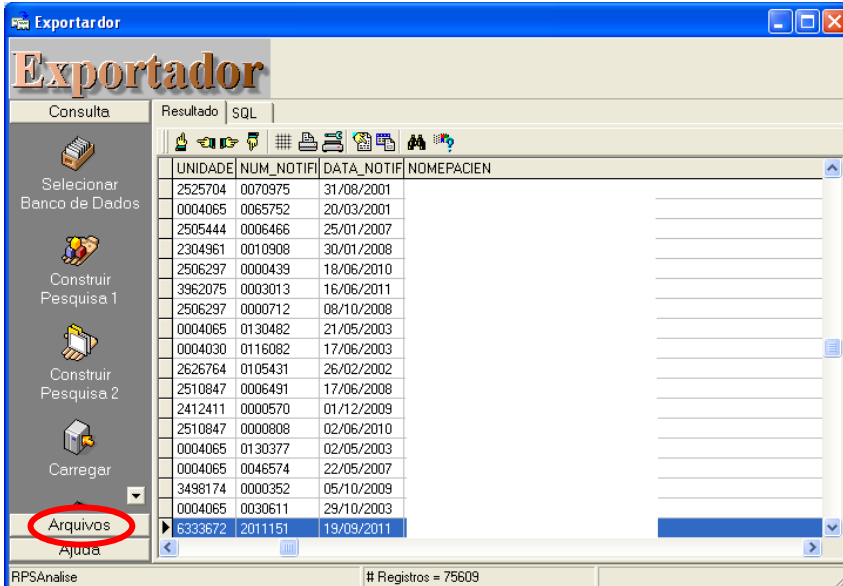 Exportardor
Exportador
Consulta
Selecionar
Banco de Dados
Construir
Pesquisa 1
Construir
Pesquisa 2
Carregar
Arquivos
Ajuda
Resultado SQL
UNIDADE NUM_NOTIFI DATA_NOTIF NOMEPACIEN
2525704 0070975 31/08/2001
0004065 0065752 20/03/2001
2505444 0006466 25/01/2007
2304961 0010908 30/01/2008
2506297 0000439 18/06/2010
3962075 0003013 16/06/2011
2506297 0000712 08/10/2008
0004065 0130482 21/05/2003
0004030 0116082 17/06/2003
2626764 0105431 26/02/2002
2510847 0006491 17/06/2008
2412411 0000570 01/12/2009
2510847 0000808 02/06/2010
0004065 0130377 02/05/2003
0004065 0046574 22/05/2007
3498174 0000352 05/10/2009
0004065 0030611 29/10/2003
6333672 2011151 19/09/2011
RPSAnalise # Registros = 75609